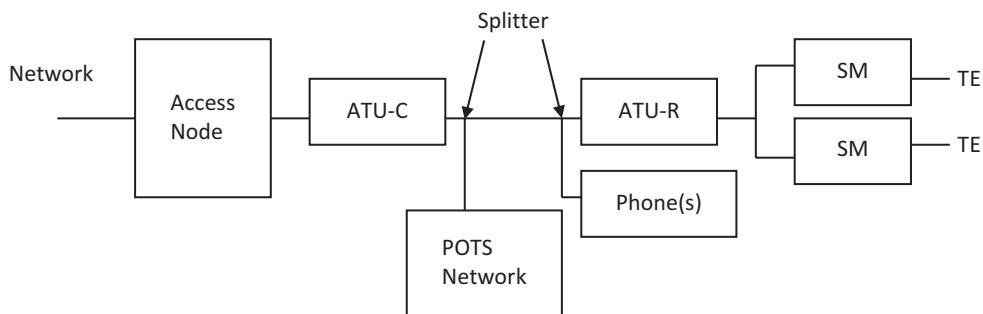 Splitter
Network
Access
Node
ATU-C
ATU-R
SM
TE
SM
TE
Phone(s)
POTS
Network